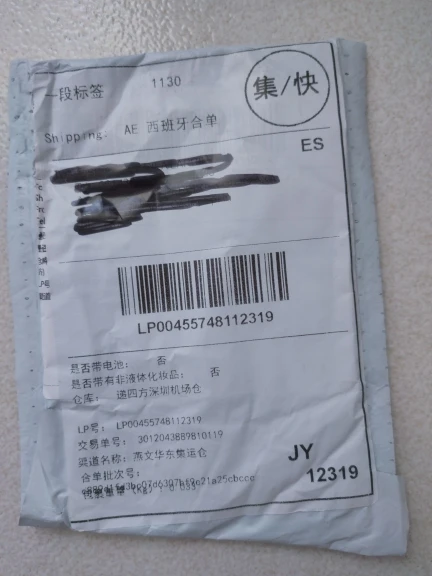 一段标签 1130
集/快
Shipping. AE 西班牙合单
ES
LP00455748112319
是否带电池: 否
是否带有非液体化妆品: 否
仓库: 递四方深圳机场仓
LP号: LP00455748112319
交易单号: 3012043889810119
渠道名称: 燕文华东集运仓
合单批次号:
JY
12319